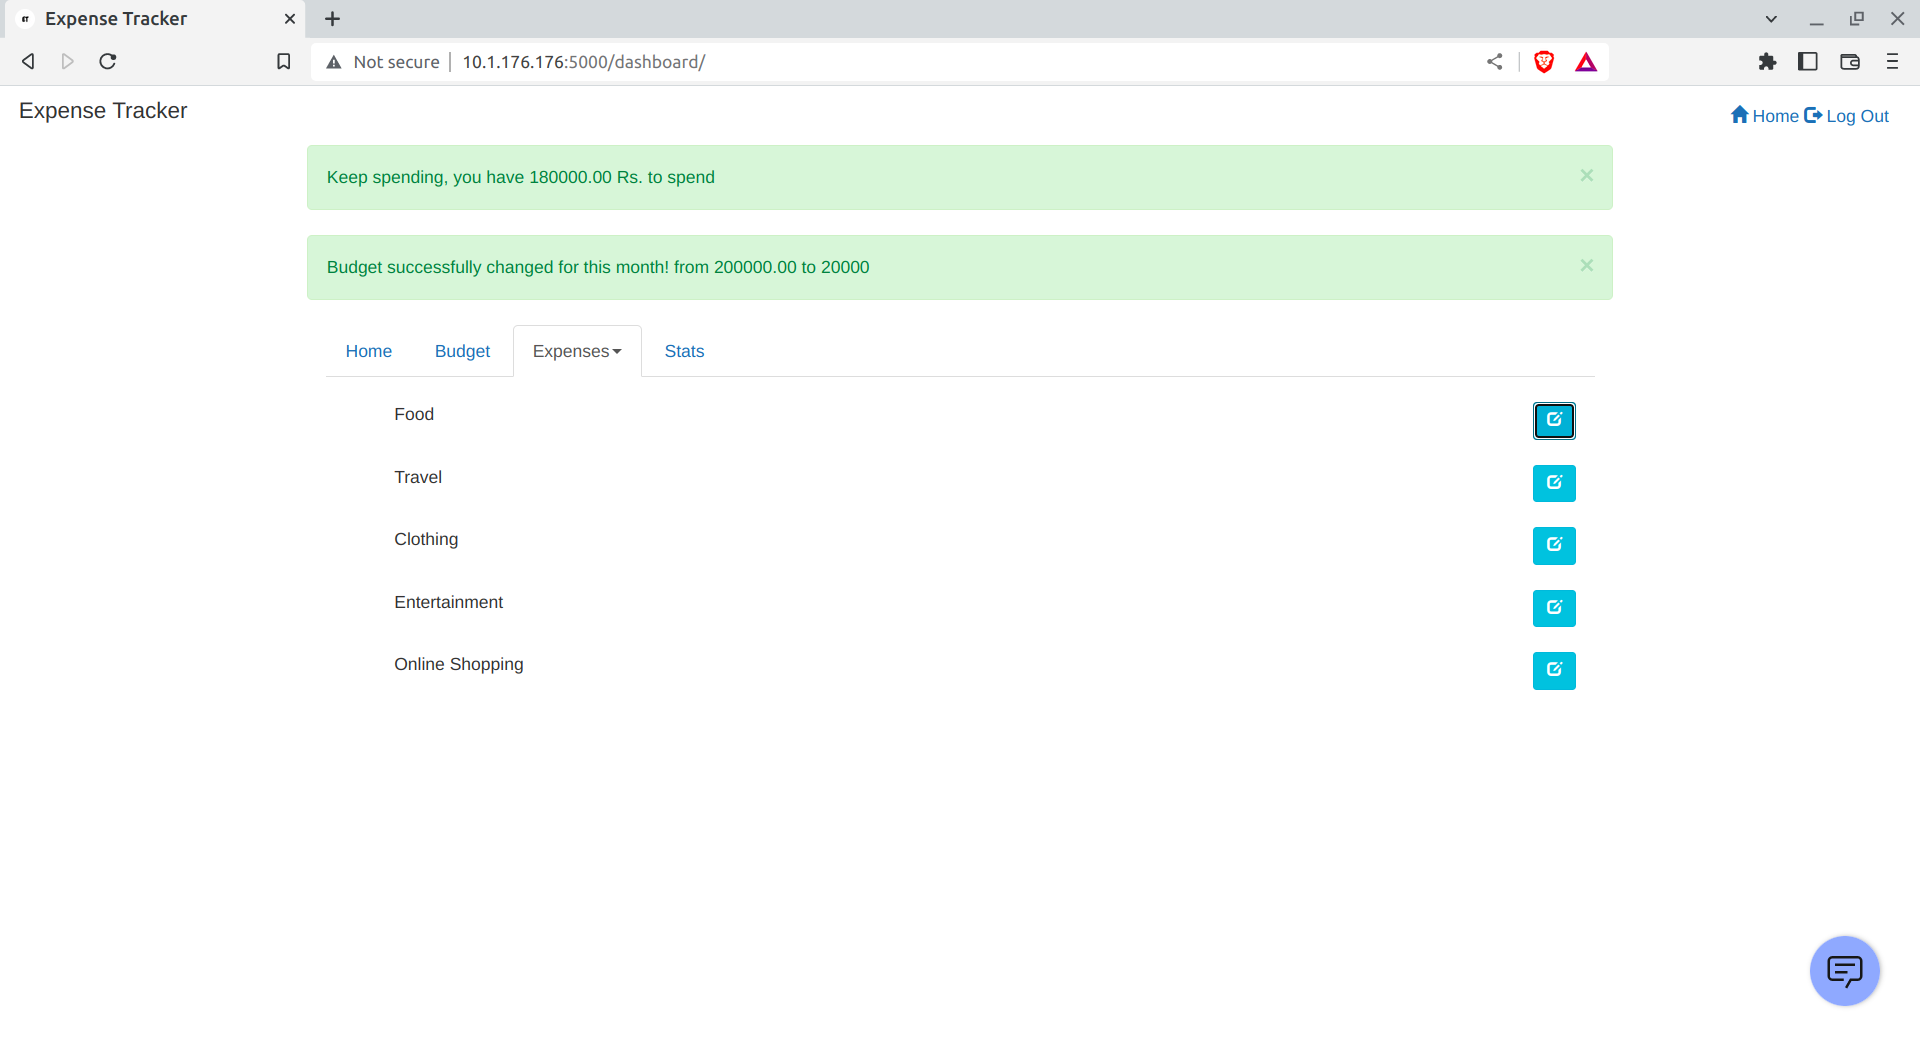 Expense Tracker
Not secure 10.1.176.176:5000/dashboard/
Expense Tracker
Home Log Out
Keep spending, you have 180000.00 Rs. to spend
Budget successfully changed for this month! from 200000.00 to 20000
Home Budget Expenses Stats
Food
Travel
Clothing
Entertainment
Online Shopping